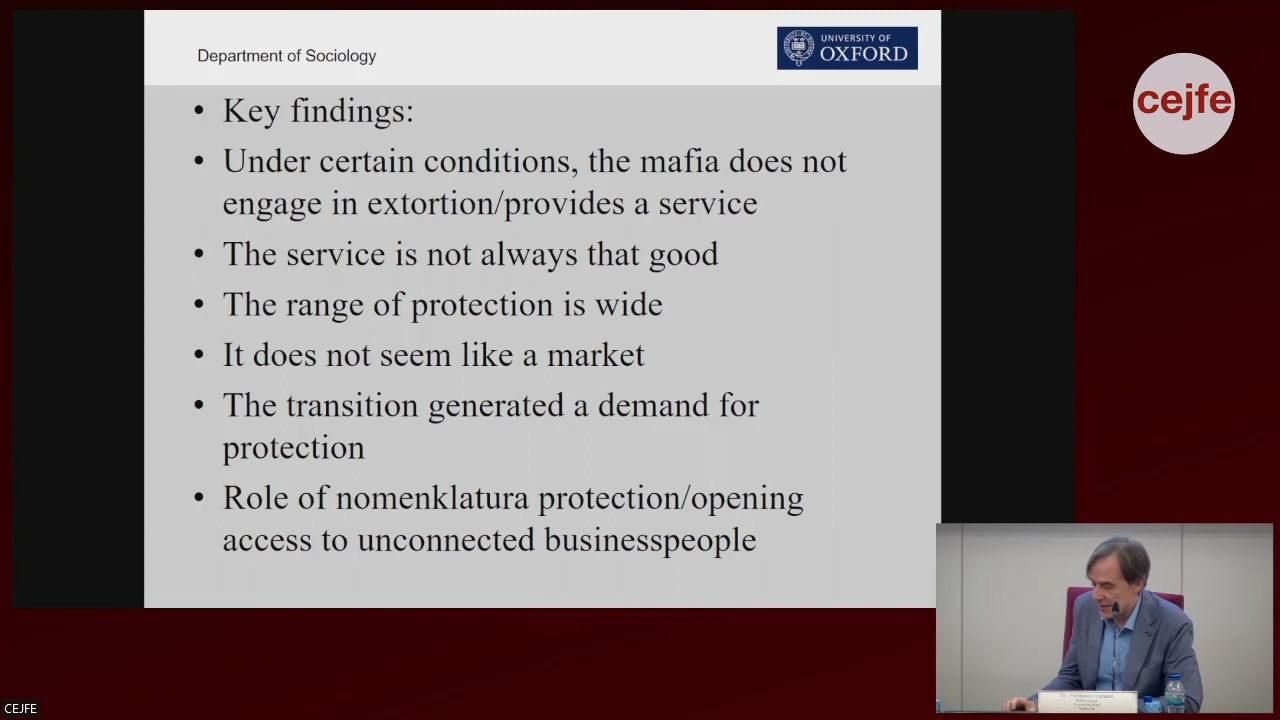 Department of Sociology
UNIVERSITY OF
OXFORD
cejfe
• Key findings:
• Under certain conditions, the mafia does not
engage in extortion/provides a service
• The service is not always that good
• The range of protection is wide
• It does not seem like a market
• The transition generated a demand for
protection
• Role of nomenklatura protection/opening
access to unconnected businesspeople
CEJFE